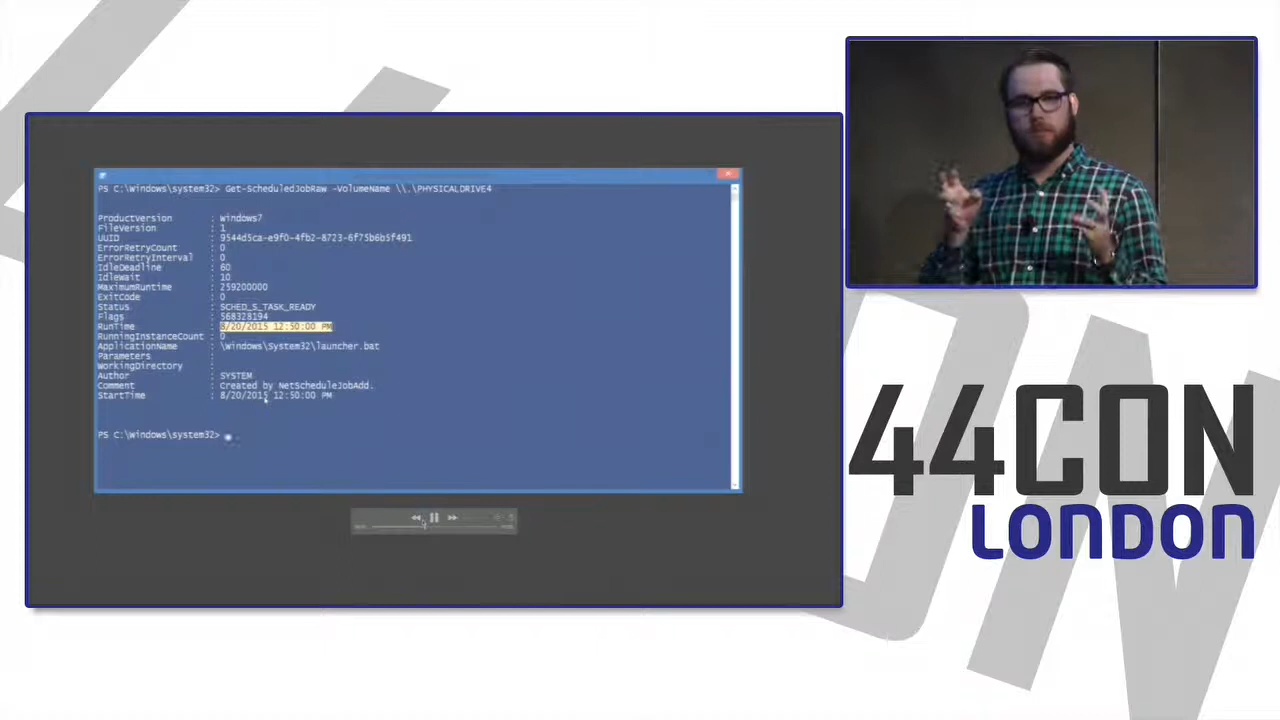 PS C:\Windows\system32> Get-ScheduledJobRaw -VolumeName \\.\PHYSICALDRIVE4
ProductVersion : Windows7
FileVersion : 1
UUID : 9544d5ca-e9f0-4fb2-8723-6f75b6b5f491
ErrorRetryCount : 0
ErrorRetryInterval : 0
IdleDeadline : 60
IdleWait : 10
MaximumRuntime : 259200000
ExitCode : 0
Status : SCHED_S_TASK_READY
Flags : 568328194
RunTime : 8/20/2015 12:50:00 PM
RunningInstanceCount : 0
ApplicationName : \Windows\System32\launcher.bat
Parameters :
WorkingDirectory :
Author : SYSTEM
Comment : Created by NetScheduleJobAdd.
StartTime : 8/20/2015 12:50:00 PM
PS C:\Windows\system32>
44CON
LONDON